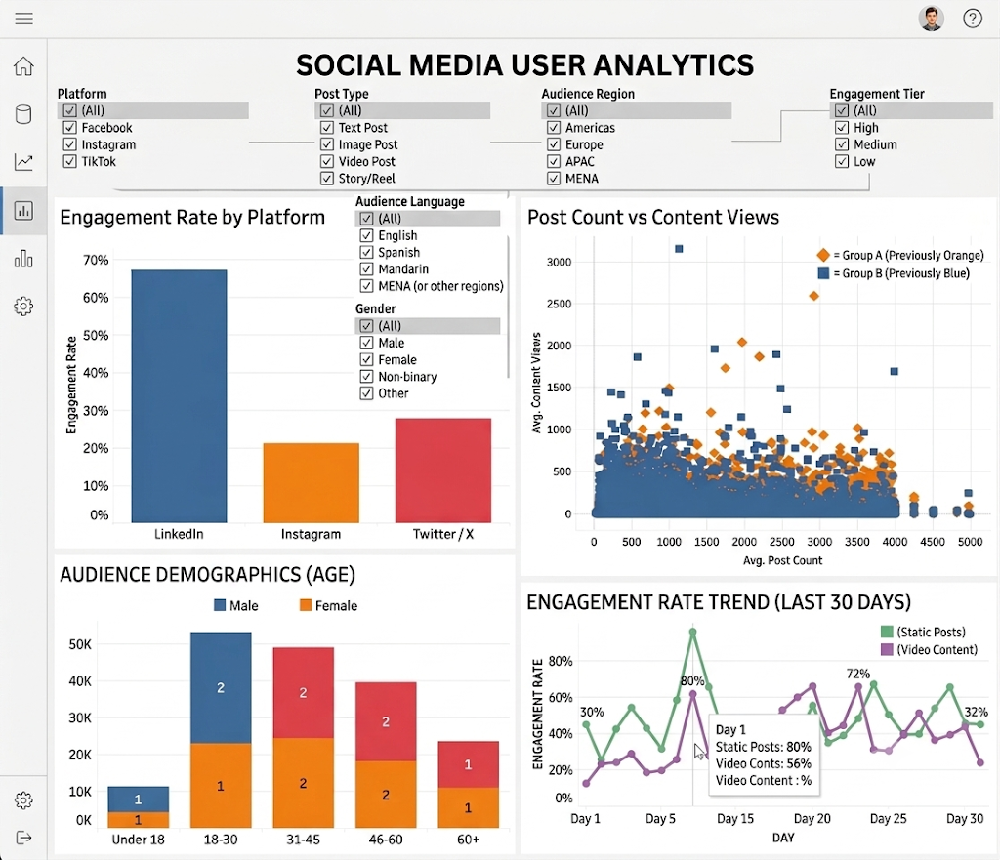 ?
SOCIAL MEDIA USER ANALYTICS
Platform
(All)
Facebook
Instagram
TikTok
Post Type
(All)
Text Post
Image Post
Video Post
Story/Reel
Audience Region
(All)
Americas
Europe
APAC
MENA
Engagement Tier
(All)
High
Medium
Low
Engagement Rate by Platform
Audience Language
(All)
English
Spanish
Mandarin
MENA (or other regions)
Gender
(All)
Male
Female
Non-binary
Other
Engagement Rate
70%
60%
50%
40%
30%
20%
10%
0%
LinkedIn
Instagram
Twitter / X
Post Count vs Content Views
= Group A (Previously Orange)
= Group B (Previously Blue)
Avg. Content Views
3000
2500
2000
1500
1000
500
0
0 500 1000 1500 2000 2500 3000 3500 4000 4500 5000
Avg. Post Count
AUDIENCE DEMOGRAPHICS (AGE)
Male
Female
50K
40K
30K
20K
10K
0K
1
1
2
1
2
2
2
2
1
1
Under 18
18-30
31-45
46-60
60+
ENGAGEMENT RATE TREND (LAST 30 DAYS)
(Static Posts)
(Video Content)
ENGAGEMENT RATE
80%
60%
40%
20%
0%
30%
80%
72%
32%
Day 1
Static Posts: 80%
Video Conts: 56%
Video Content : %
Day 1
Day 5
Day 15
Day 20
Day 25
Day 30
DAY